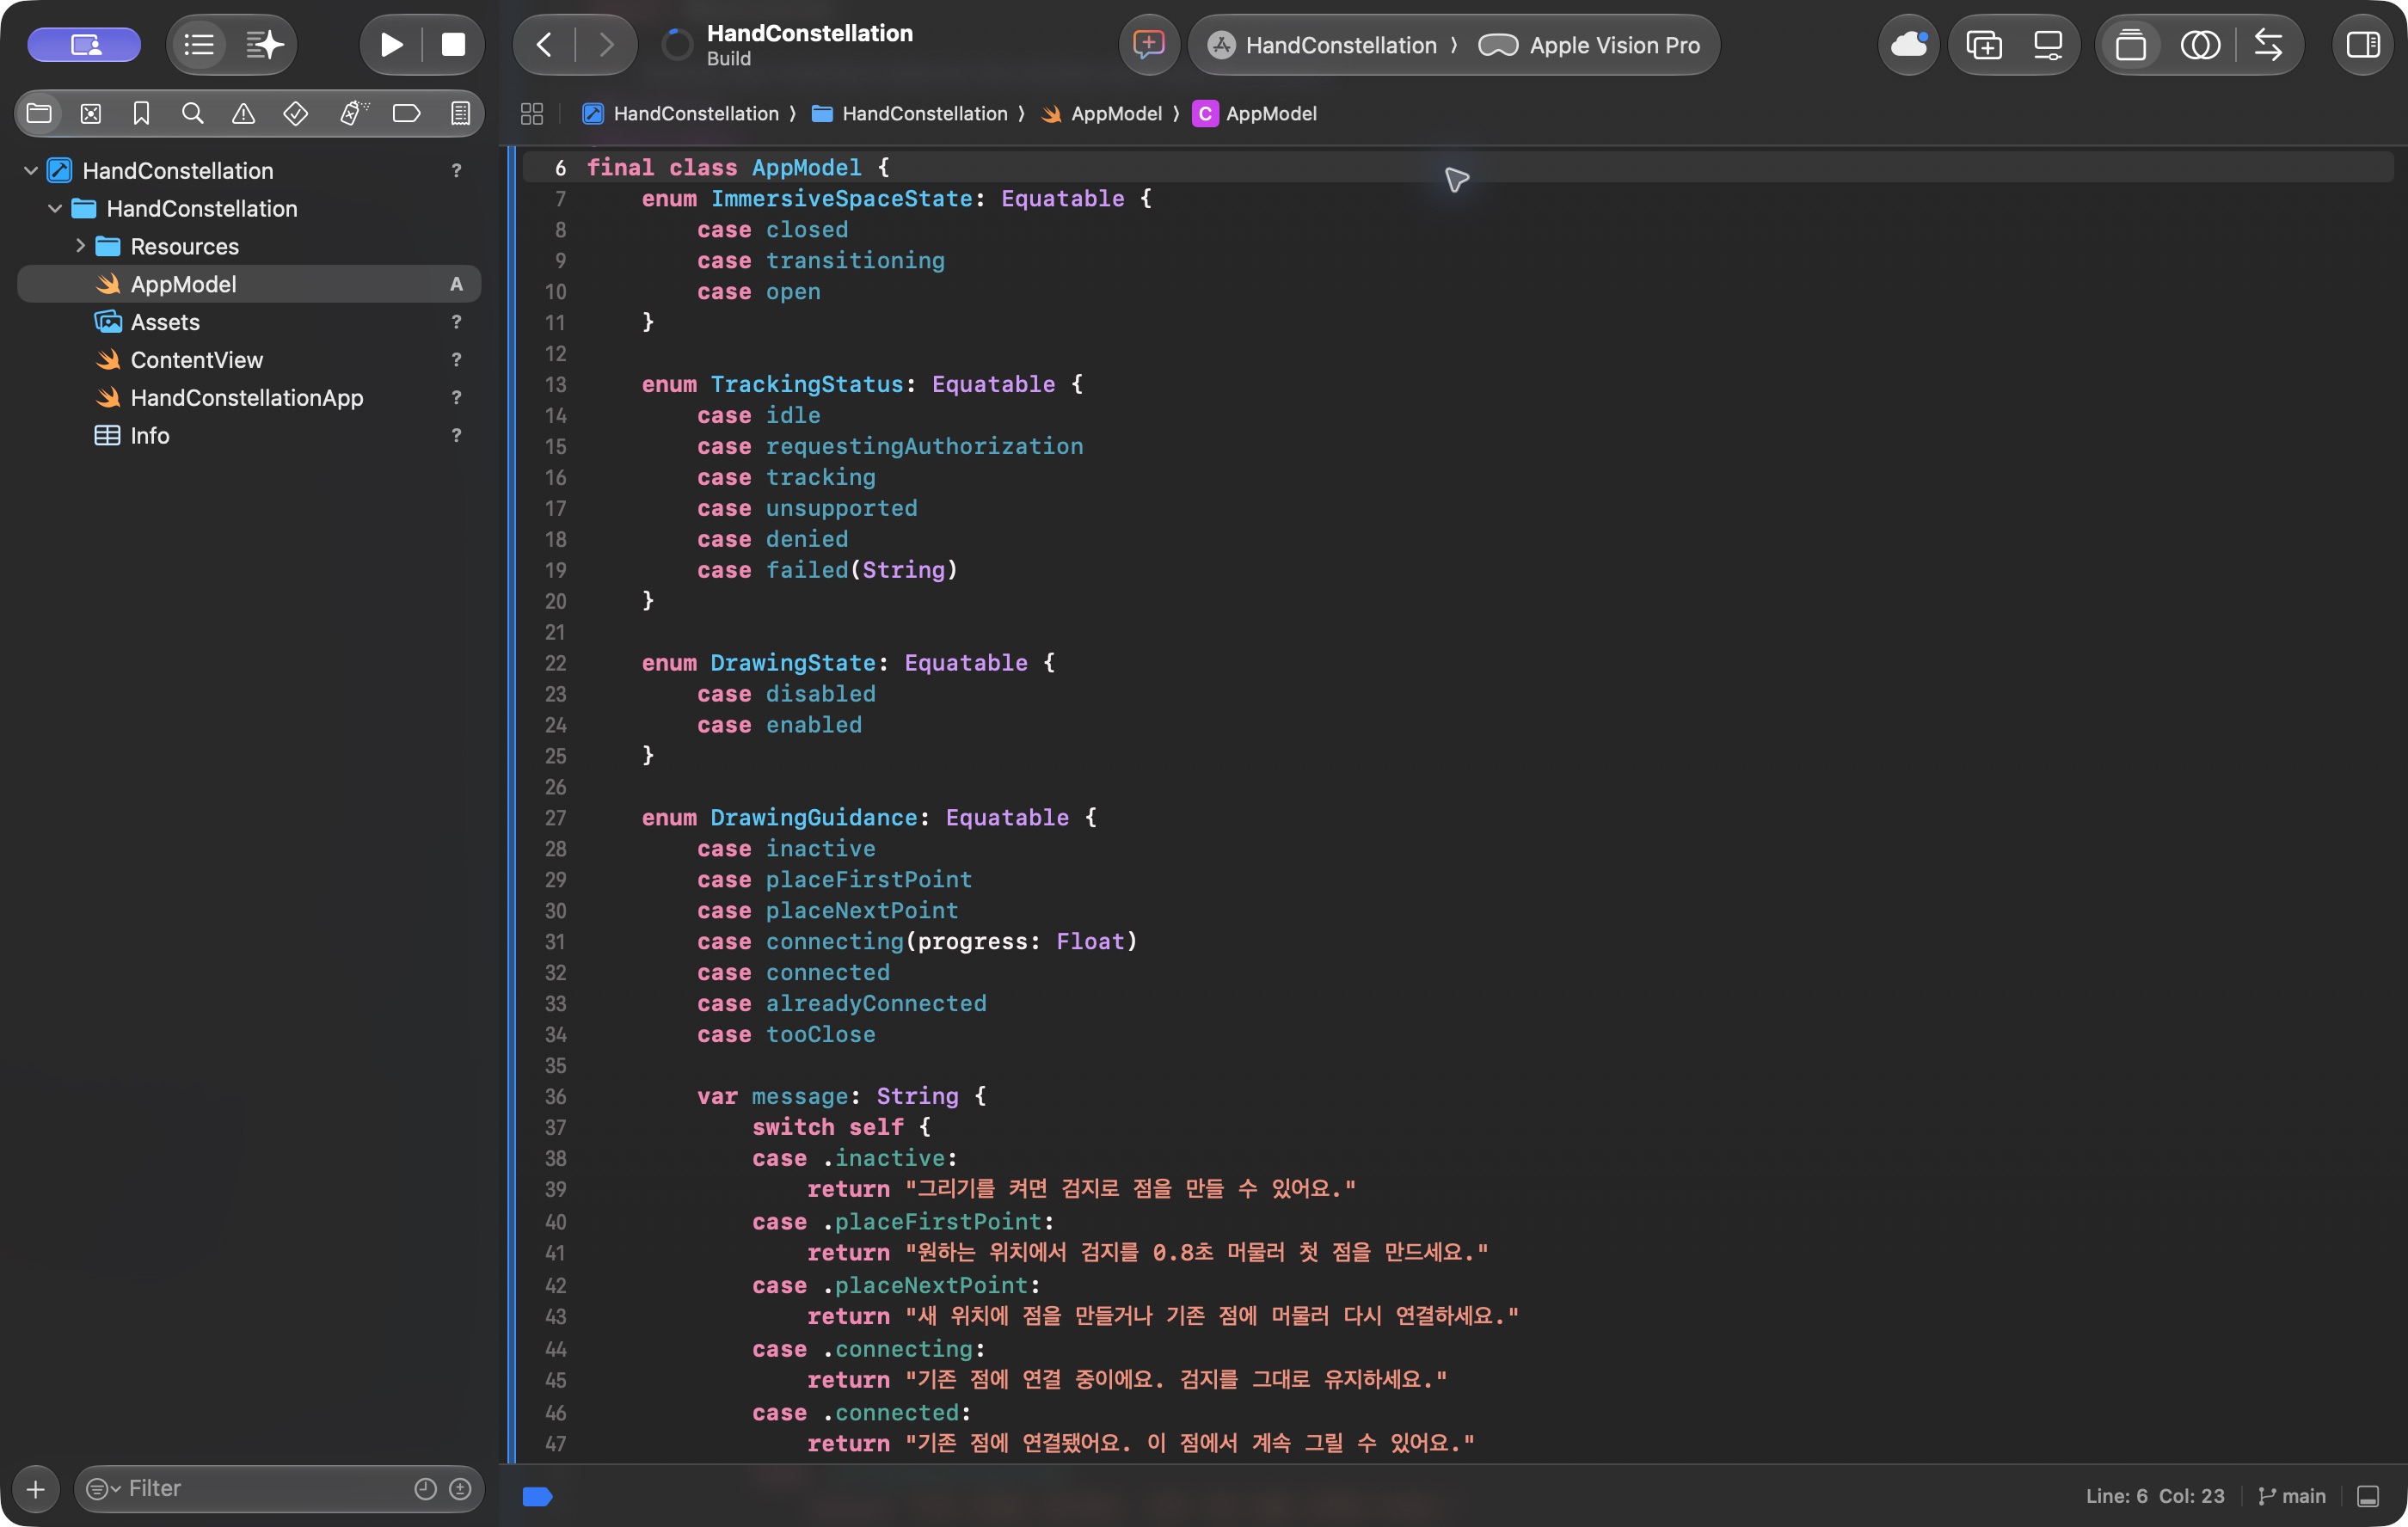 HandConstellation
Build
HandConstellation 〉 Apple Vision Pro
HandConstellation 〉 HandConstellation 〉 AppModel 〉 C AppModel
HandConstellation ?
HandConstellation
Resources
AppModel A
Assets ?
ContentView ?
HandConstellationApp ?
Info ?
Filter
6 final class AppModel {
7 enum ImmersiveSpaceState: Equatable {
8 case closed
9 case transitioning
10 case open
11 }
12
13 enum TrackingStatus: Equatable {
14 case idle
15 case requestingAuthorization
16 case tracking
17 case unsupported
18 case denied
19 case failed(String)
20 }
21
22 enum DrawingState: Equatable {
23 case disabled
24 case enabled
25 }
26
27 enum DrawingGuidance: Equatable {
28 case inactive
29 case placeFirstPoint
30 case placeNextPoint
31 case connecting(progress: Float)
32 case connected
33 case alreadyConnected
34 case tooClose
35
36 var message: String {
37 switch self {
38 case .inactive:
39 return "그리기를 켜면 검지로 점을 만들 수 있어요."
40 case .placeFirstPoint:
41 return "원하는 위치에서 검지를 0.8초 머물러 첫 점을 만드세요."
42 case .placeNextPoint:
43 return "새 위치에 점을 만들거나 기존 점에 머물러 다시 연결하세요."
44 case .connecting:
45 return "기존 점에 연결 중이에요. 검지를 그대로 유지하세요."
46 case .connected:
47 return "기존 점에 연결됐어요. 이 점에서 계속 그릴 수 있어요."
Line: 6 Col: 23 main